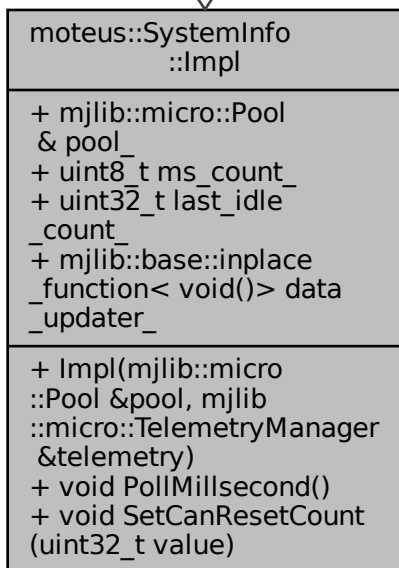 moteus::SystemInfo
::Impl
+ mjlib::micro::Pool
& pool_
+ uint8_t ms_count_
+ uint32_t last_idle
_count_
+ mjlib::base::inplace
_function< void()> data
_updater_
+ Impl(mjlib::micro
::Pool &pool, mjlib
::micro::TelemetryManager
&telemetry)
+ void PollMillsecond()
+ void SetCanResetCount
(uint32_t value)